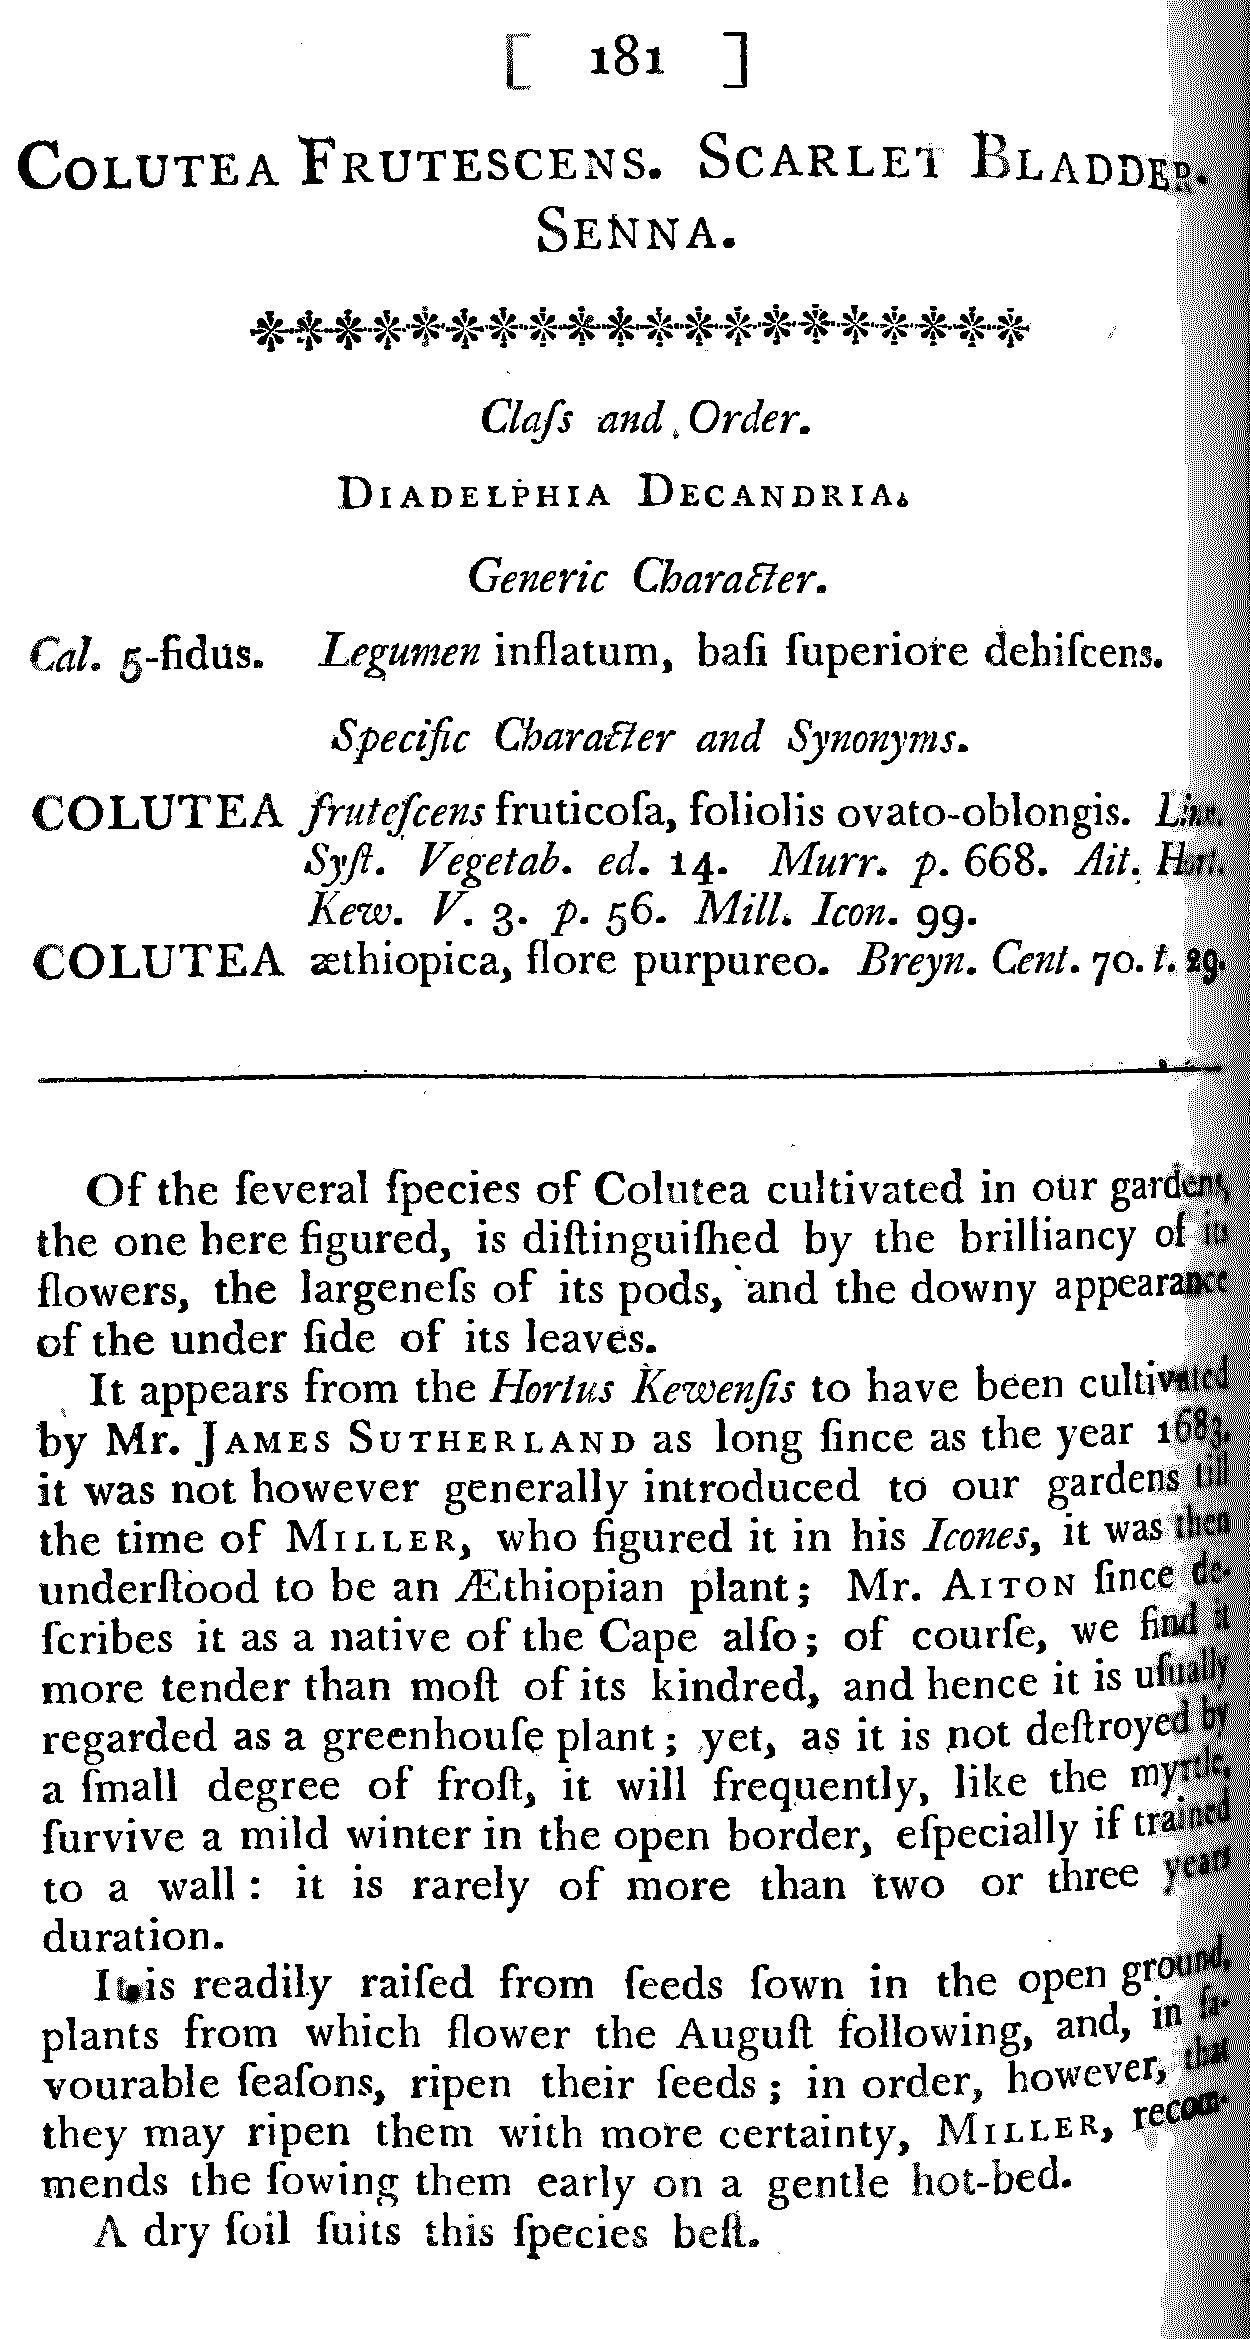 [ 181 ]
Colutea Frutescens. Scarlet Bladder.
Senna.
Claſs and Order.
Diadelphia Decandria.
Generic Character.
Cal. 5-fidus. Legumen inflatum, baſi ſuperiore dehiſcens.
Specific Character and Synonyms.
COLUTEA fruteſcens fruticoſa, foliolis ovato-oblongis. Lin.
Syſt. Vegetab. ed. 14. Murr. p. 668. Ait. Hort.
Kew. V. 3. p. 56. Mill. Icon. 99.
COLUTEA æthiopica, flore purpureo. Breyn. Cent. 70. t. 29.
Of the ſeveral ſpecies of Colutea cultivated in our gardens,
the one here figured, is diſtinguiſhed by the brilliancy of its
flowers, the largeneſs of its pods, and the downy appearance
of the under ſide of its leaves.
It appears from the Hortus Kewenſis to have been cultivated
by Mr. James Sutherland as long ſince as the year 1683,
it was not however generally introduced to our gardens till
the time of Miller, who figured it in his Icones, it was then
underſtood to be an Æthiopian plant; Mr. Aiton ſince de-
ſcribes it as a native of the Cape alſo; of courſe, we find it
more tender than moſt of its kindred, and hence it is uſually
regarded as a greenhouſe plant; yet, as it is not deſtroyed by
a ſmall degree of froſt, it will frequently, like the myrtle,
ſurvive a mild winter in the open border, eſpecially if trained
to a wall: it is rarely of more than two or three years
duration.
It is readily raiſed from ſeeds ſown in the open ground,
plants from which flower the Auguſt following, and, in fa-
vourable ſeaſons, ripen their ſeeds; in order, however, that
they may ripen them with more certainty, Miller, recom-
mends the ſowing them early on a gentle hot-bed.
A dry ſoil ſuits this ſpecies beſt.